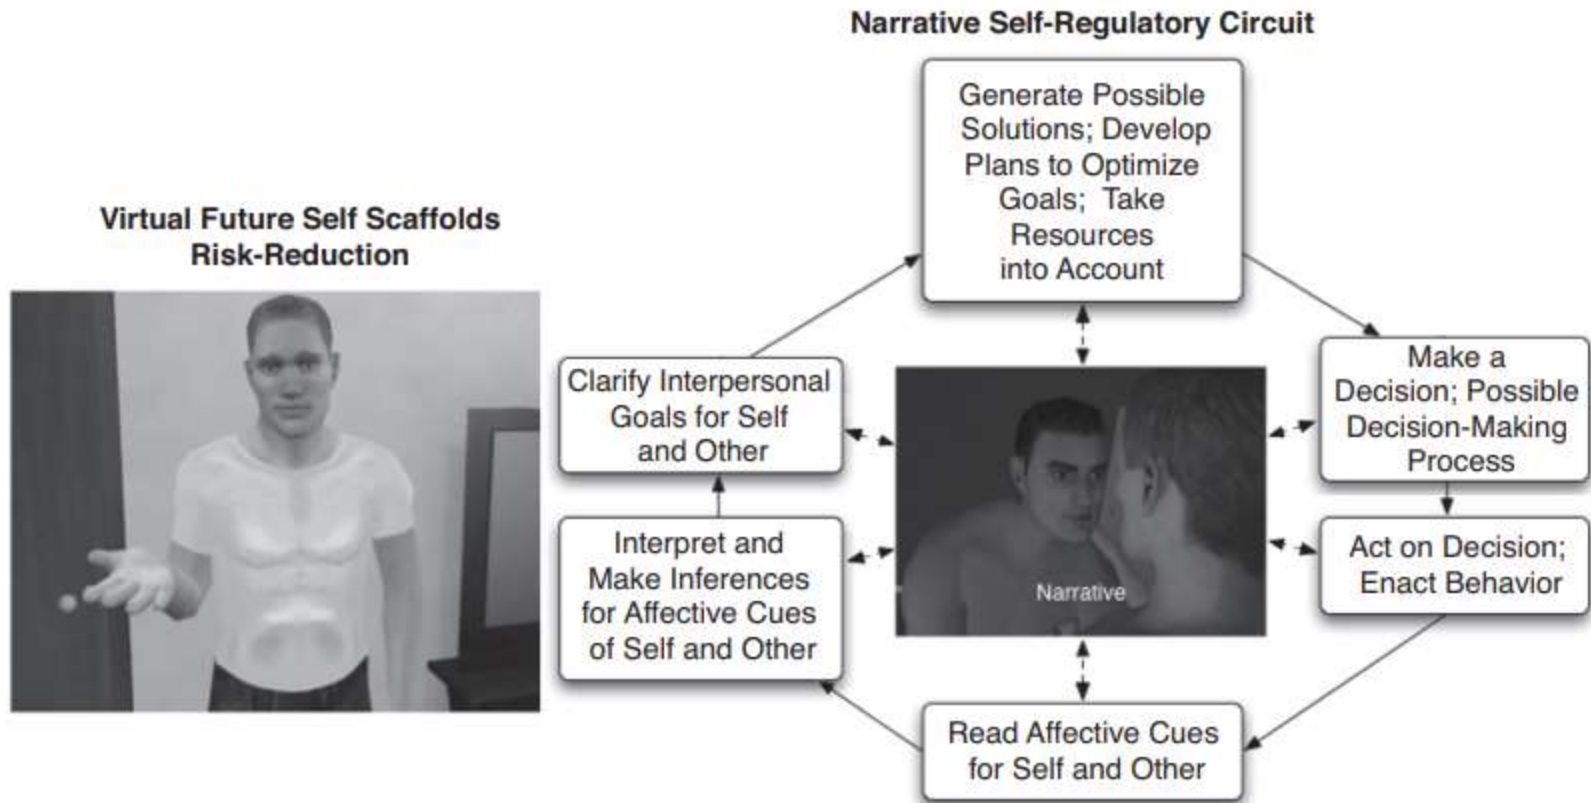 Narrative Self-Regulatory Circuit
Generate Possible
Solutions; Develop
Plans to Optimize
Goals; Take
Resources
into Account
Virtual Future Self Scaffolds
Risk-Reduction
Clarify Interpersonal
Goals for Self
and Other
Make a
Decision; Possible
Decision-Making
Process
Interpret and
Make Inferences
for Affective Cues
of Self and Other
Narrative
Act on Decision;
Enact Behavior
Read Affective Cues
for Self and Other